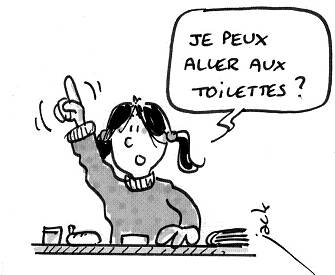 JE PEUX
ALLER AUX
TOILETTES ?
jack